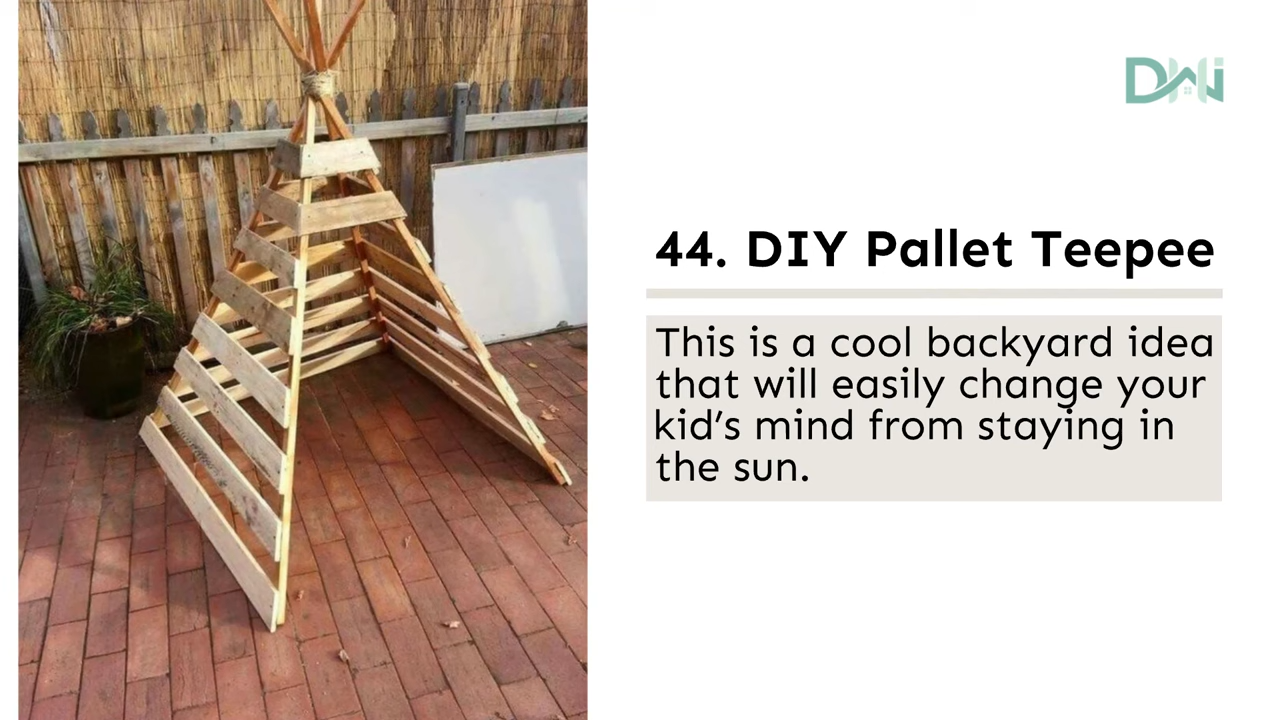 DHI
44. DIY Pallet Teepee
This is a cool backyard idea
that will easily change your
kid’s mind from staying in
the sun.